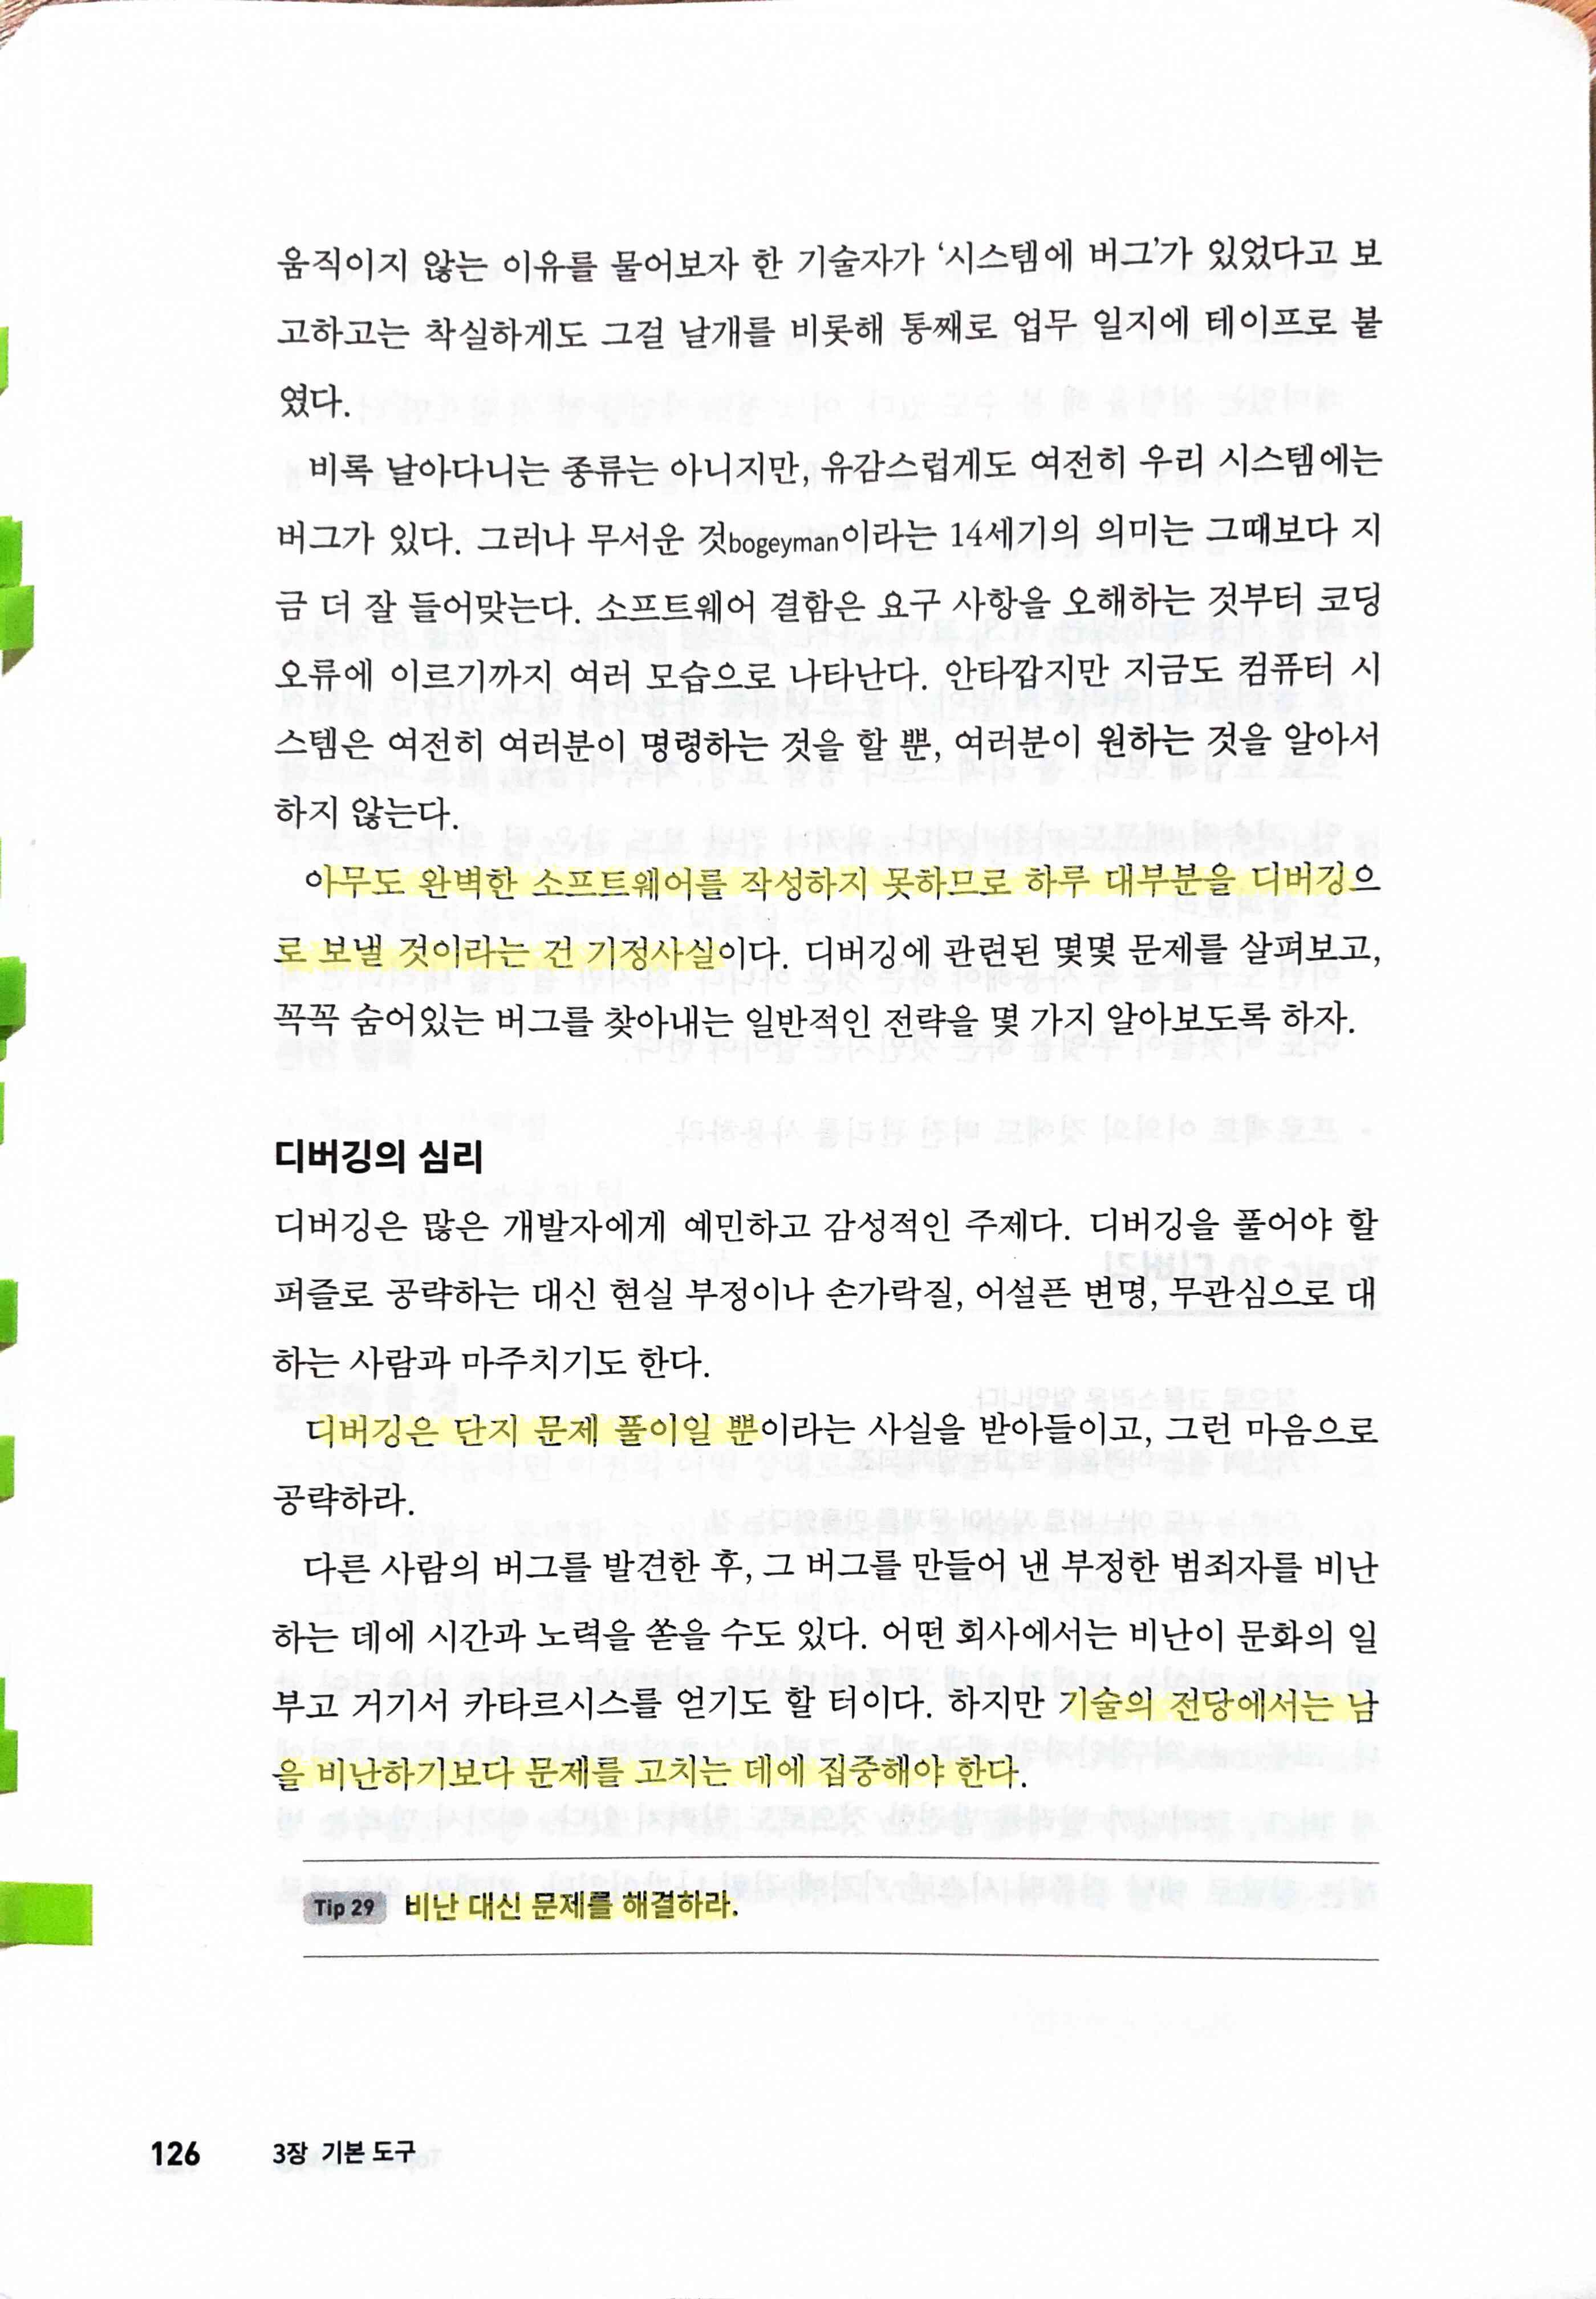 움직이지 않는 이유를 물어보자 한 기술자가 ‘시스템에 버그’가 있었다고 보
고하고는 착실하게도 그걸 날개를 비롯해 통째로 업무 일지에 테이프로 붙
였다.
비록 날아다니는 종류는 아니지만, 유감스럽게도 여전히 우리 시스템에는
버그가 있다. 그러나 무서운 것bogeyman이라는 14세기의 의미는 그때보다 지
금 더 잘 들어맞는다. 소프트웨어 결함은 요구 사항을 오해하는 것부터 코딩
오류에 이르기까지 여러 모습으로 나타난다. 안타깝지만 지금도 컴퓨터 시
스템은 여전히 여러분이 명령하는 것을 할 뿐, 여러분이 원하는 것을 알아서
하지 않는다.
아무도 완벽한 소프트웨어를 작성하지 못하므로 하루 대부분을 디버깅으
로 보낼 것이라는 건 기정사실이다. 디버깅에 관련된 몇몇 문제를 살펴보고,
꼭꼭 숨어있는 버그를 찾아내는 일반적인 전략을 몇 가지 알아보도록 하자.
디버깅의 심리
디버깅은 많은 개발자에게 예민하고 감성적인 주제다. 디버깅을 풀어야 할
퍼즐로 공략하는 대신 현실 부정이나 손가락질, 어설픈 변명, 무관심으로 대
하는 사람과 마주치기도 한다.
디버깅은 단지 문제 풀이일 뿐이라는 사실을 받아들이고, 그런 마음으로
공략하라.
다른 사람의 버그를 발견한 후, 그 버그를 만들어 낸 부정한 범죄자를 비난
하는 데에 시간과 노력을 쏟을 수도 있다. 어떤 회사에서는 비난이 문화의 일
부고 거기서 카타르시스를 얻기도 할 터이다. 하지만 기술의 전당에서는 남
을 비난하기보다 문제를 고치는 데에 집중해야 한다.
Tip 29 비난 대신 문제를 해결하라.
126 3장 기본 도구